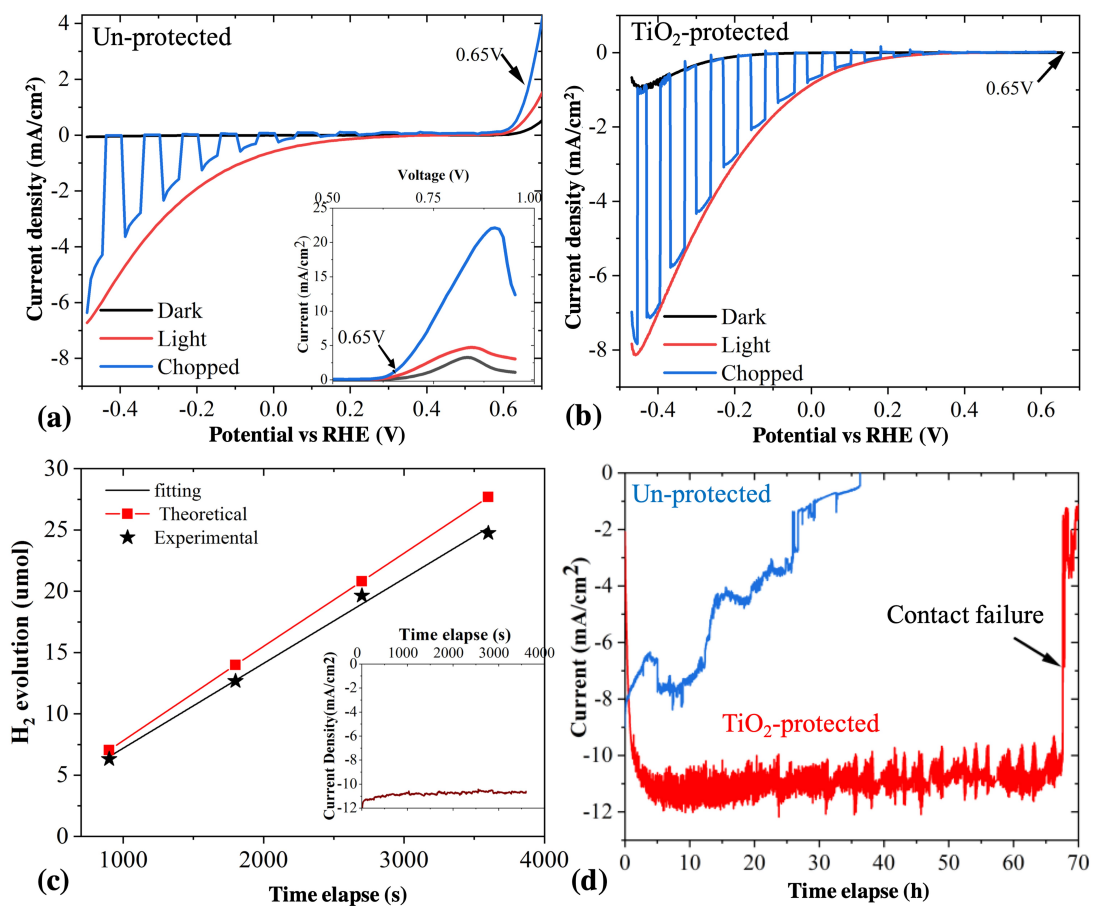 Un-protected
0.65V
Current density (mA/cm²)
4
2
0
-2
-4
-6
-8
Dark
Light
Chopped
Voltage (V)
0.50
0.75
1.00
Current (mA/cm²)
25
20
15
10
5
0
0.65V
-0.4
-0.2
0.0
0.2
0.4
0.6
(a)
Potential vs RHE (V)
TiO₂-protected
0.65V
Current density (mA/cm²)
0
-2
-4
-6
-8
Dark
Light
Chopped
-0.4
-0.2
0.0
0.2
0.4
0.6
(b)
Potential vs RHE (V)
H₂ evolution (umol)
30
25
20
15
10
5
0
fitting
Theoretical
Experimental
Time elapse (s)
0
1000
2000
3000
4000
Current Density(mA/cm2)
0
-2
-4
-6
-8
-10
-12
1000
2000
3000
4000
(c)
Time elapse (s)
Un-protected
Current (mA/cm²)
0
-2
-4
-6
-8
-10
-12
Contact failure
TiO₂-protected
0
10
20
30
40
50
60
70
(d)
Time elapse (h)